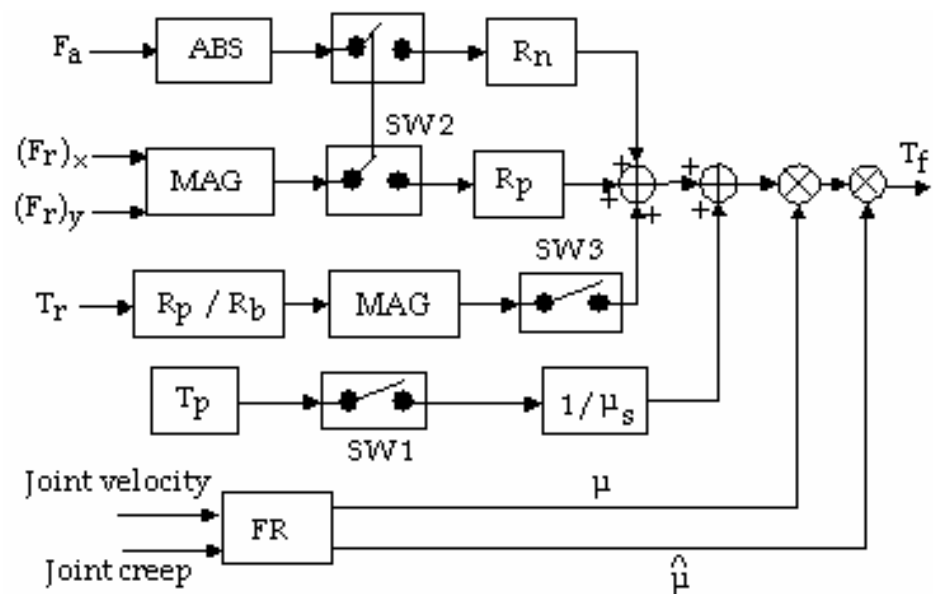 Fa ABS Rn
SW2
(Fr)x
(Fr)y MAG Rp
+ + + + +
Tf
SW3
Tr Rp / Rb MAG
Tp 1/μs
SW1
Joint velocity
μ
FR
Joint creep
μ̂